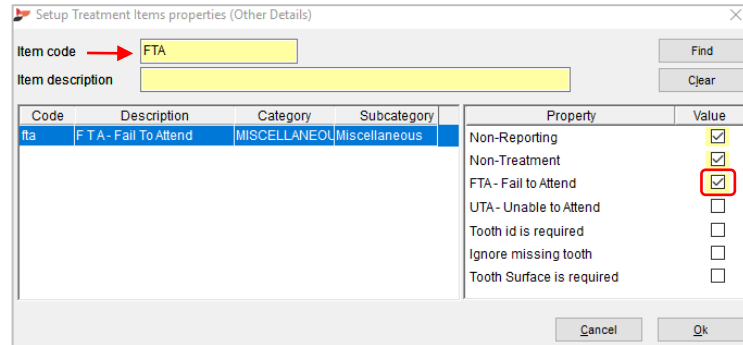 Setup Treatment Items properties (Other Details)
Item code FTA Find
Item description Clear
Code Description Category Subcategory
fta F T A - Fail To Attend MISCELLANEOU Miscellaneous
Property Value
Non-Reporting
Non-Treatment
FTA - Fail to Attend
UTA - Unable to Attend
Tooth id is required
Ignore missing tooth
Tooth Surface is required
Cancel Ok